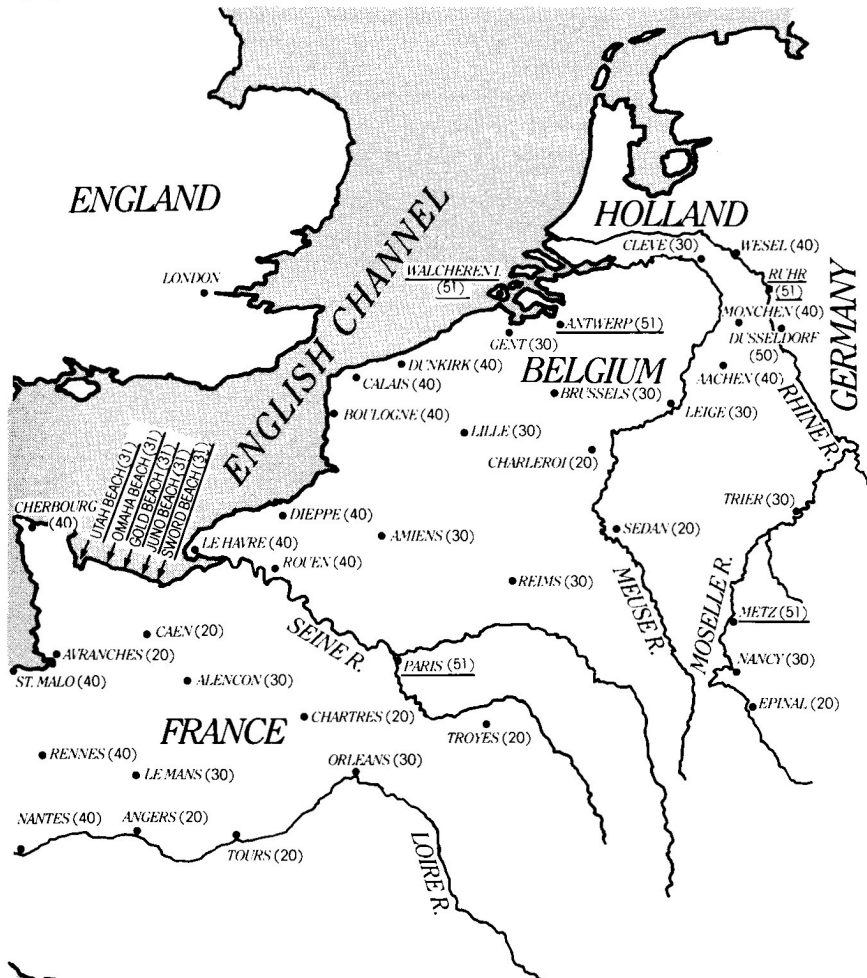 ENGLAND
HOLLAND
CLEVE (30)
WESEL (40)
LONDON
ENGLISH CHANNEL
WALCHEREN I.
(51)
RUHR
(51)
GERMANY
MONCHEN (40)
DUSSELDORF
(50)
ANTWERP (51)
GENT (30)
DUNKIRK (40)
BELGIUM
AACHEN (40)
CALAIS (40)
BRUSSELS (30)
LEIGE (30)
RHINE R.
BOULOGNE (40)
LILLE (30)
CHARLEROI (20)
CHERBOURG
(40)
UTAH BEACH (31)
OMAHA BEACH (31)
GOLD BEACH (31)
JUNO BEACH (31)
SWORD BEACH (31)
DIEPPE (40)
TRIER (30)
LE HAVRE (40)
AMIENS (30)
SEDAN (20)
ROUEN (40)
REIMS (30)
MEUSE R.
MOSELLE R.
METZ (51)
CAEN (20)
SEINE R.
AVRANCHES (20)
PARIS (51)
NANCY (30)
ST. MALO (40)
ALENCON (30)
EPINAL (20)
FRANCE
CHARTRES (20)
TROYES (20)
RENNES (40)
LE MANS (30)
ORLEANS (30)
NANTES (40)
ANGERS (20)
TOURS (20)
LOIRE R.